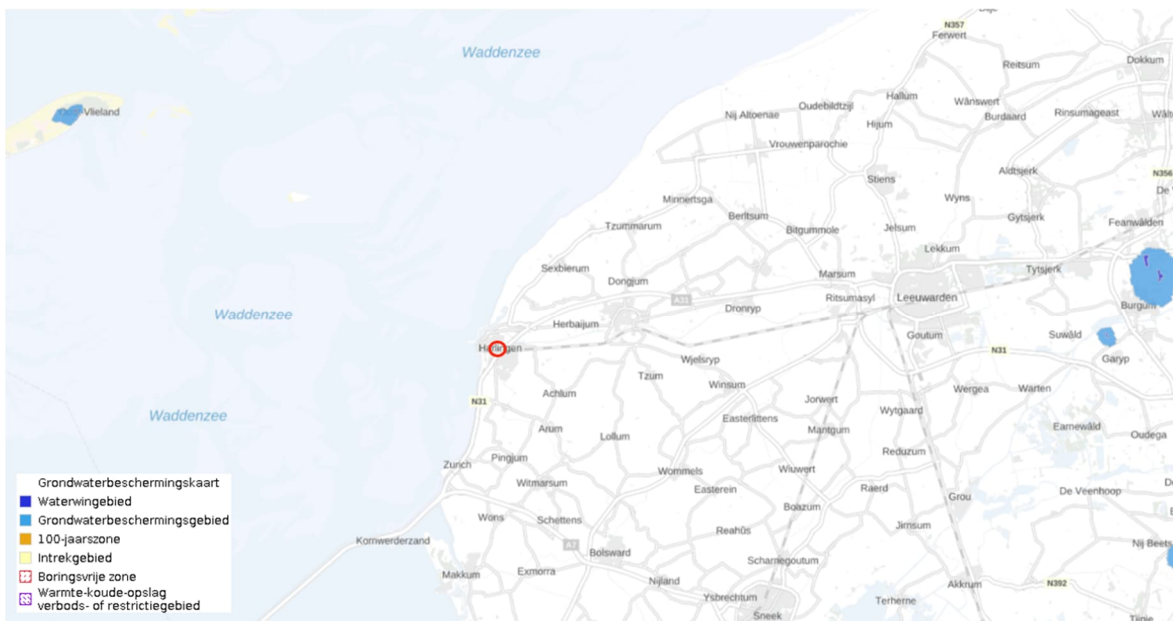 N357
Ferwert
Waddenzee
Reitsum
Dokkum
Hallum
Wânswert
Oudebildtzijl
Nij Altoenae
Burdaard
Rinsumageast
Vlieland
Hijum
Vrouwenparochie
Aldtsjerk
N356
Stiens
De
Wyns
Minnertsga
Berltsum
Gytsjerk
Feanwâlden
Tzummarum
Bitgummole
Jelsum
Lekkum
Sexbierum
Dongjum
Marsum
Tytsjerk
A31
Ritsumasyl
Leeuwarden
Dronryp
Burgum
Waddenzee
Herbaijum
Goutum
Suwâld
Harlingen
N31
Wjelsryp
Garyp
Tzum
Winsum
Wergea
Warten
Achlum
N31
Jorwert
Wytgaard
Waddenzee
Easterlittens
Earnewâld
Arum
Mantgum
Lollum
Oudega
Reduzum
Pingjum
Zurich
Wommels
Wiuwert
Witmarsum
Raerd
Grondwaterbeschermingskaart
Waterwingebied
Grondwaterbeschermingsgebied
100-jaarszone
Intrekgebied
Boringsvrije zone
Warmte-koude-opslag
verbods- of restrictiegebied
Easterein
De Veenhoop
Grou
Boazum
Wons
Schettens
Reahûs
Jirnsum
Kornwerderzand
A7
Nij Beets
Bolsward
Scharnegoutum
Makkum
Exmorra
Nijland
Akkrum
N392
Ysbrechtum
Terherne
Sneek